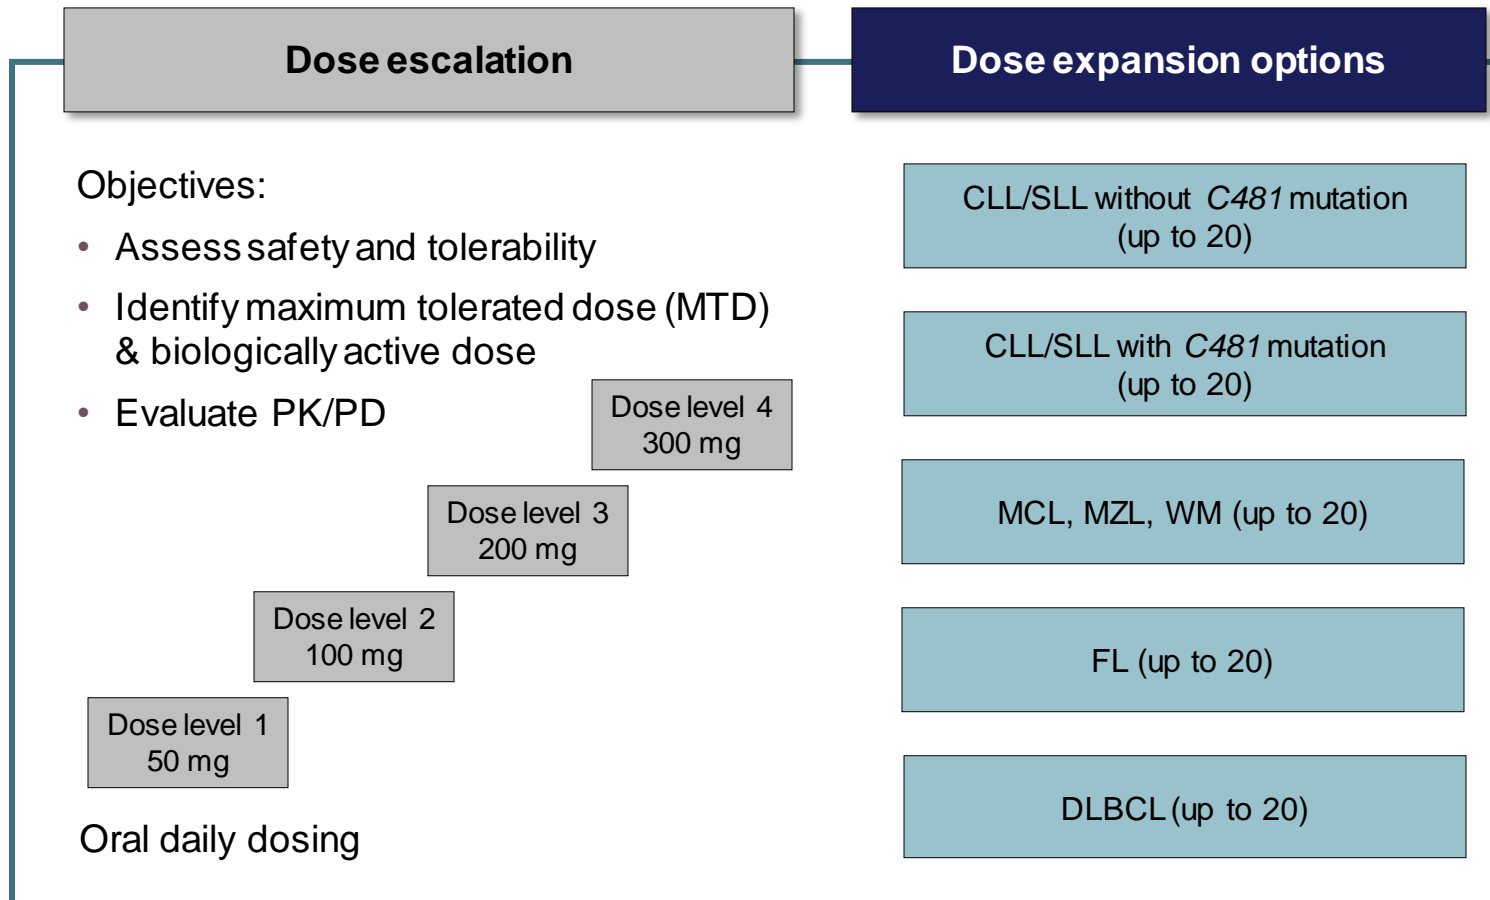 Dose escalation
Dose expansion options
Objectives:
• Assess safety and tolerability
• Identify maximum tolerated dose (MTD)
& biologically active dose
• Evaluate PK/PD
Dose level 4
300 mg
Dose level 3
200 mg
Dose level 2
100 mg
Dose level 1
50 mg
Oral daily dosing
CLL/SLL without C481 mutation
(up to 20)
CLL/SLL with C481 mutation
(up to 20)
MCL, MZL, WM (up to 20)
FL (up to 20)
DLBCL (up to 20)